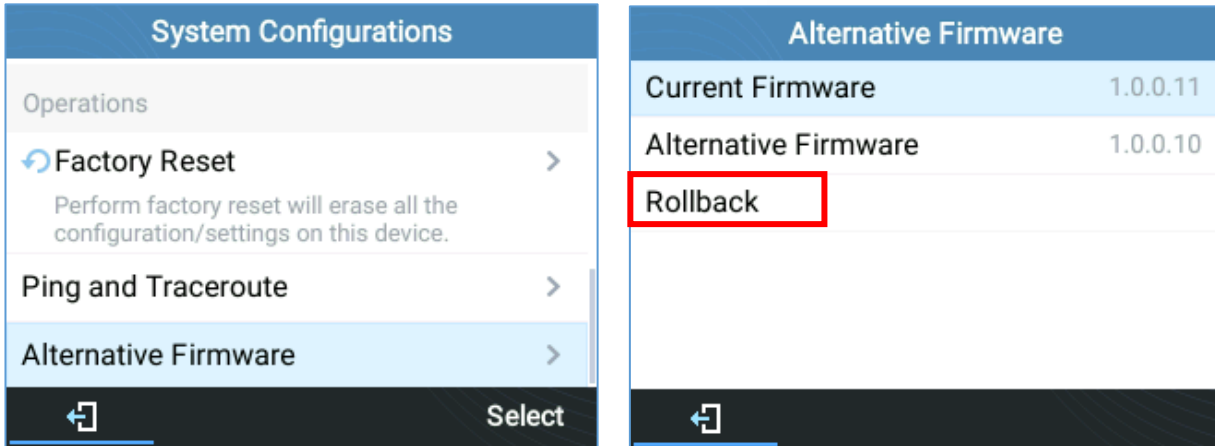 System Configurations
Operations
Factory Reset
Perform factory reset will erase all the
configuration/settings on this device.
Ping and Traceroute
Alternative Firmware
Select
Alternative Firmware
Current Firmware 1.0.0.11
Alternative Firmware 1.0.0.10
Rollback